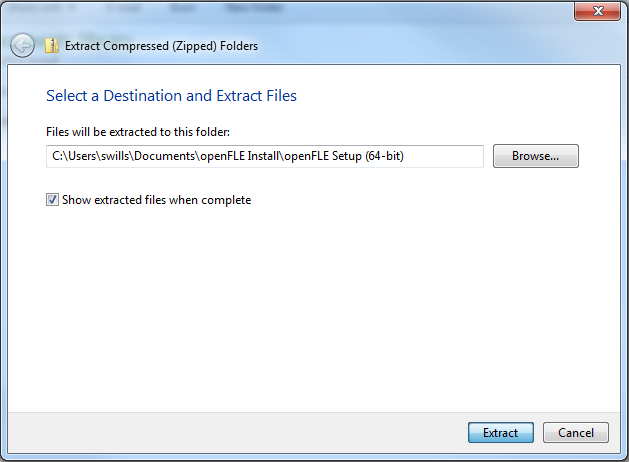 Extract Compressed (Zipped) Folders
Select a Destination and Extract Files
Files will be extracted to this folder:
C:\Users\swills\Documents\openFLE Install\openFLE Setup (64-bit)
Browse...
Show extracted files when complete
Extract
Cancel